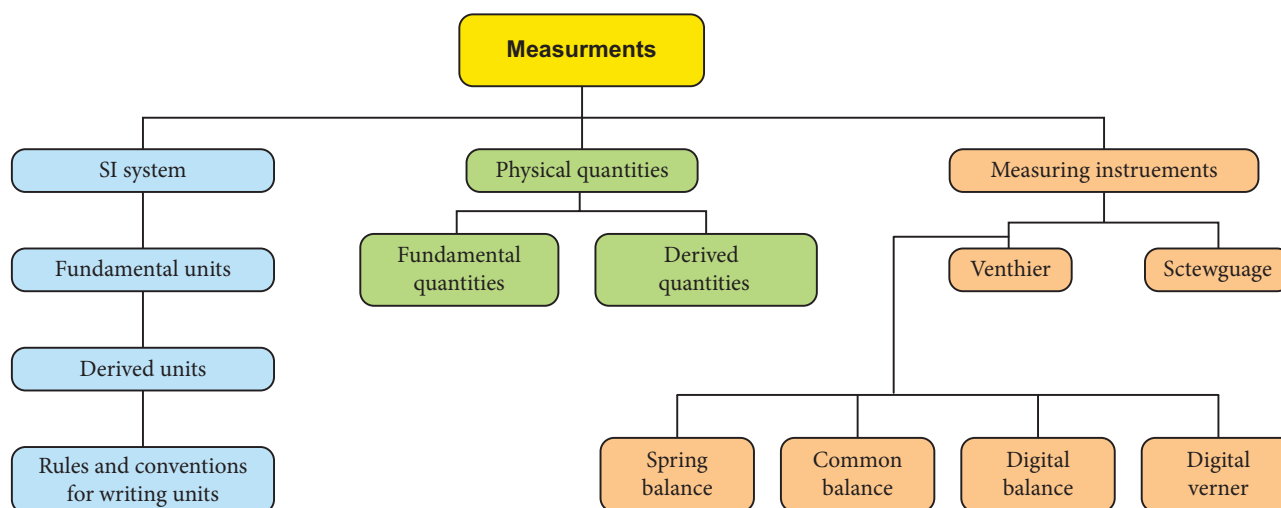 Measurments
SI system
Physical quantities
Measuring instruements
Fundamental
quantities
Derived
quantities
Fundamental units
Venthier
Sctewguage
Derived units
Rules and conventions
for writing units
Spring
balance
Common
balance
Digital
balance
Digital
verner